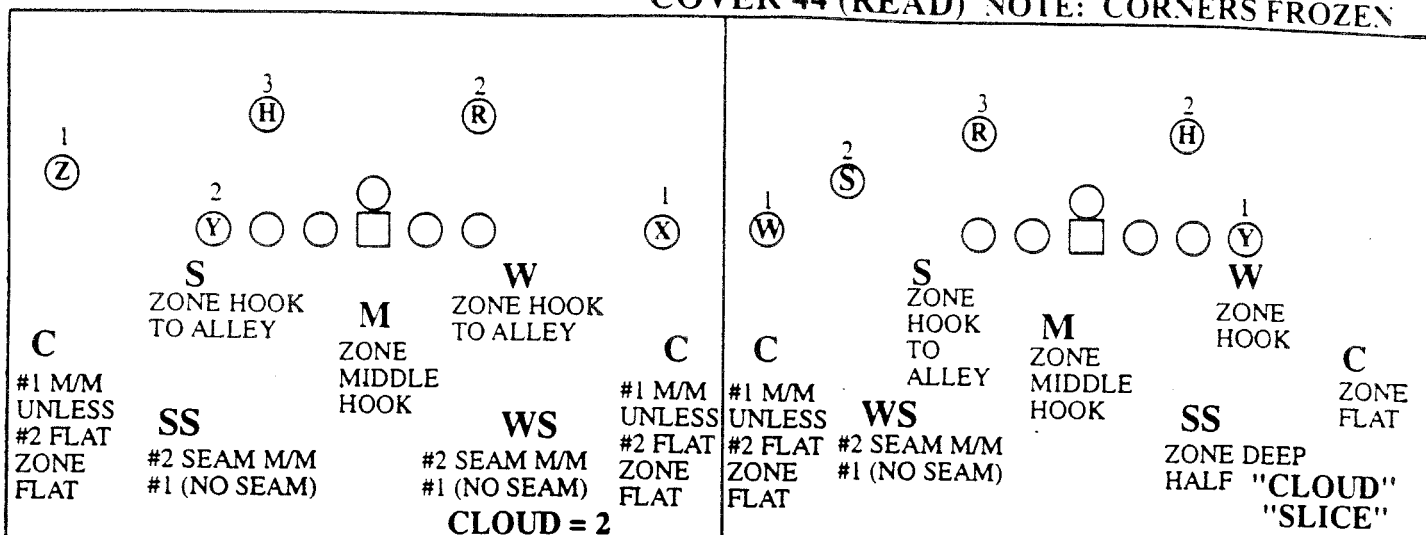 COVER 44 (READ) NOTE: CORNERS FROZEN
3
H
2
R
1
Z
2
Y
1
X
S
ZONE HOOK
TO ALLEY
W
ZONE HOOK
TO ALLEY
M
ZONE
MIDDLE
HOOK
C
#1 M/M
UNLESS
#2 FLAT
ZONE
FLAT
SS
#2 SEAM M/M
#1 (NO SEAM)
WS
#2 SEAM M/M
#1 (NO SEAM)
CLOUD = 2
C
#1 M/M
UNLESS
#2 FLAT
ZONE
FLAT
3
R
2
H
2
S
1
W
1
Y
S
ZONE
HOOK
TO
ALLEY
W
ZONE
HOOK
M
ZONE
MIDDLE
HOOK
C
#1 M/M
UNLESS
#2 FLAT
ZONE
FLAT
WS
#2 SEAM M/M
#1 (NO SEAM)
SS
ZONE DEEP
HALF "CLOUD"
"SLICE"
C
ZONE
FLAT